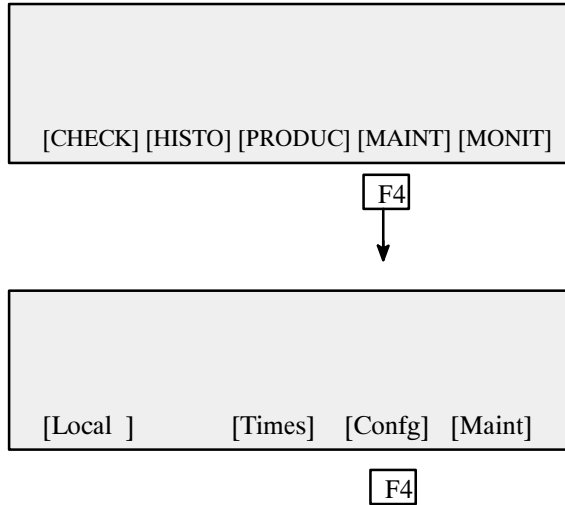 [CHECK] [HISTO] [PRODUC] [MAINT] [MONIT]
F4
[Local ] [Times] [Confg] [Maint]
F4